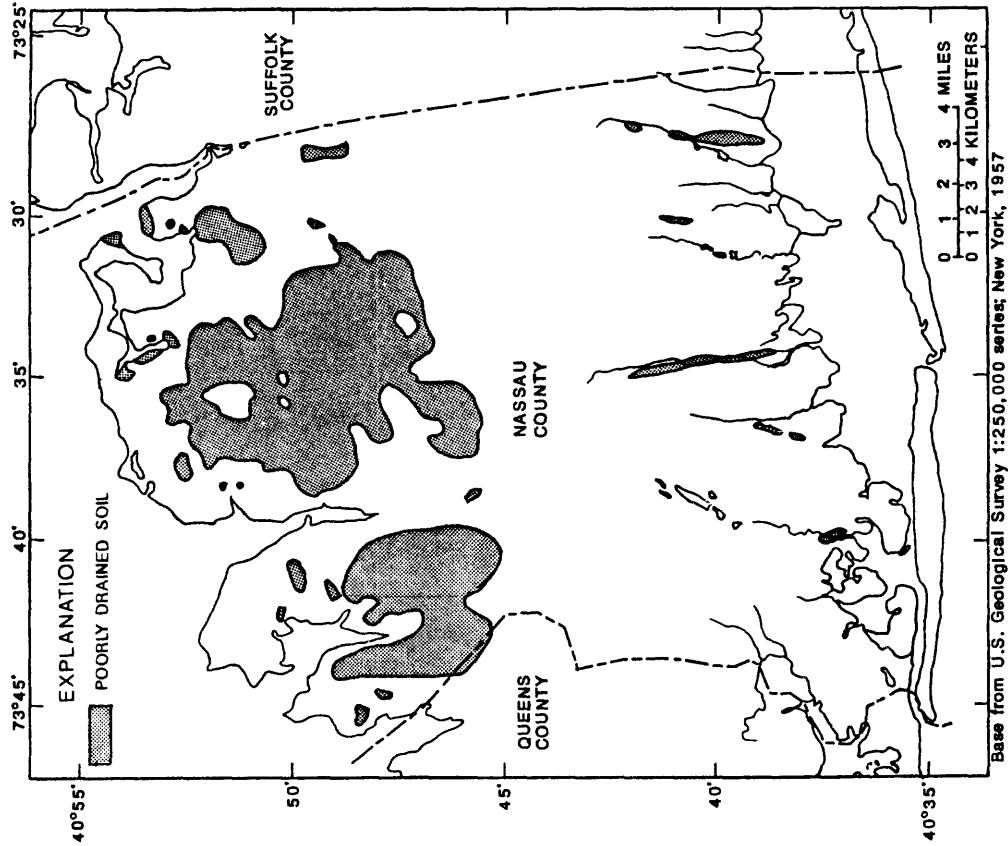 EXPLANATION
POORLY DRAINED SOIL
73°45'
40'
35'
30'
73°25'
40°55'
50'
45'
40'
40°35'
SUFFOLK
COUNTY
NASSAU
COUNTY
QUEENS
COUNTY
0 1 2 3 4 MILES
0 1 2 3 4 KILOMETERS
Base from U.S. Geological Survey 1:250,000 series; New York, 1957